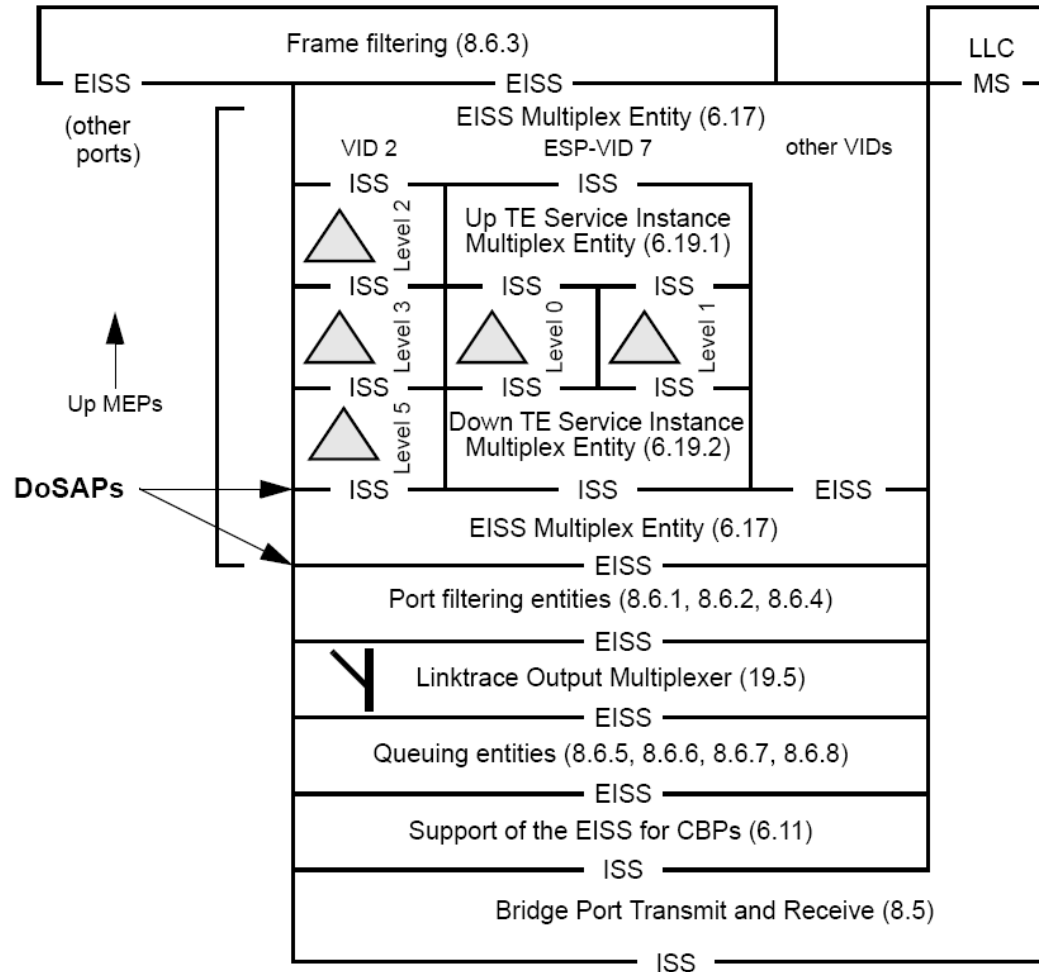 Frame filtering (8.6.3)
LLC
EISS
EISS
MS
(other
ports)
EISS Multiplex Entity (6.17)
VID 2
ESP-VID 7
other VIDs
ISS
ISS
Level 2
Up TE Service Instance
Multiplex Entity (6.19.1)
ISS
ISS
ISS
Level 3
Level 0
Level 1
Up MEPs
ISS
ISS
ISS
Level 5
Down TE Service Instance
Multiplex Entity (6.19.2)
DoSAPs
ISS
ISS
EISS
EISS Multiplex Entity (6.17)
EISS
Port filtering entities (8.6.1, 8.6.2, 8.6.4)
EISS
Linktrace Output Multiplexer (19.5)
EISS
Queuing entities (8.6.5, 8.6.6, 8.6.7, 8.6.8)
EISS
Support of the EISS for CBPs (6.11)
ISS
Bridge Port Transmit and Receive (8.5)
ISS